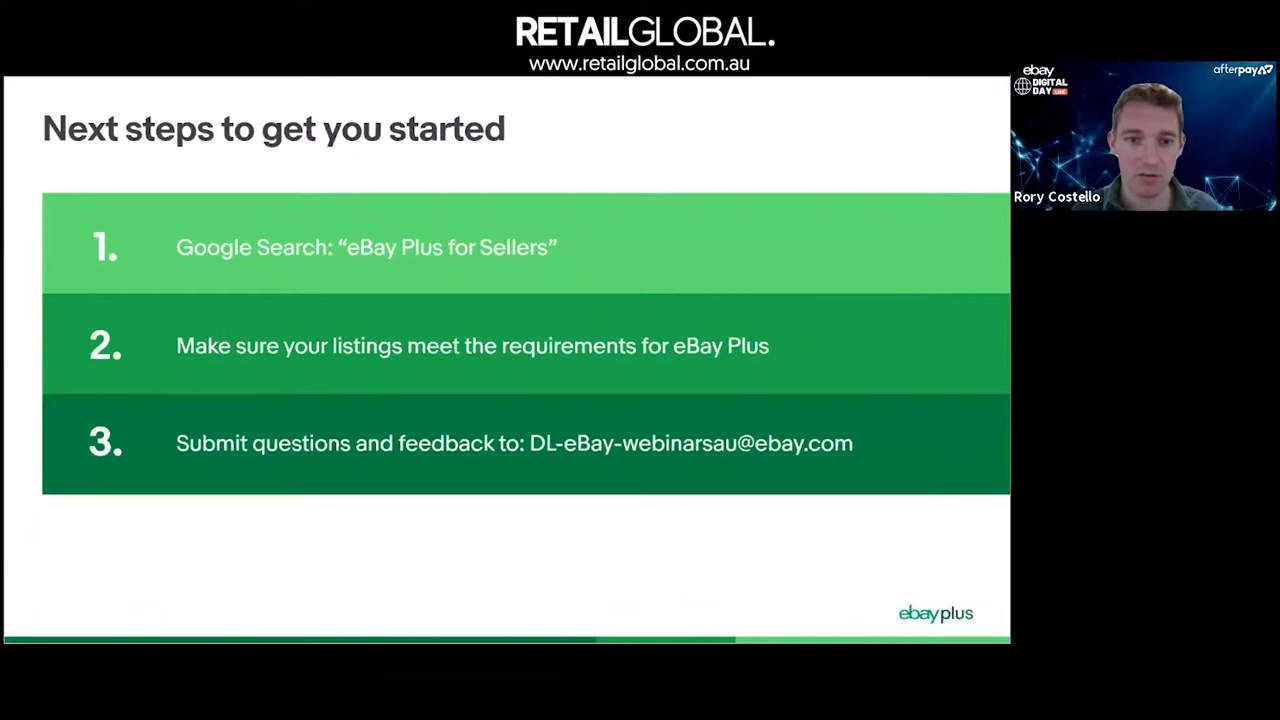 RETAILGLOBAL.
www.retailglobal.com.au
Next steps to get you started
1. Google Search: “eBay Plus for Sellers”
2. Make sure your listings meet the requirements for eBay Plus
3. Submit questions and feedback to: DL-eBay-webinarsau@ebay.com
ebayplus
ebay
DIGITAL
DAY LIVE
afterpay
Rory Costello